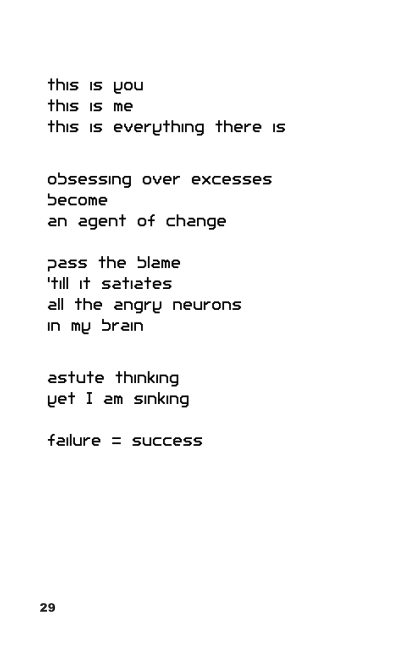 this is you
this is me
this is everything there is
obsessing over excesses
become
an agent of change
pass the blame
'till it satiates
all the angry neurons
in my brain
astute thinking
yet I am sinking
failure = success
29